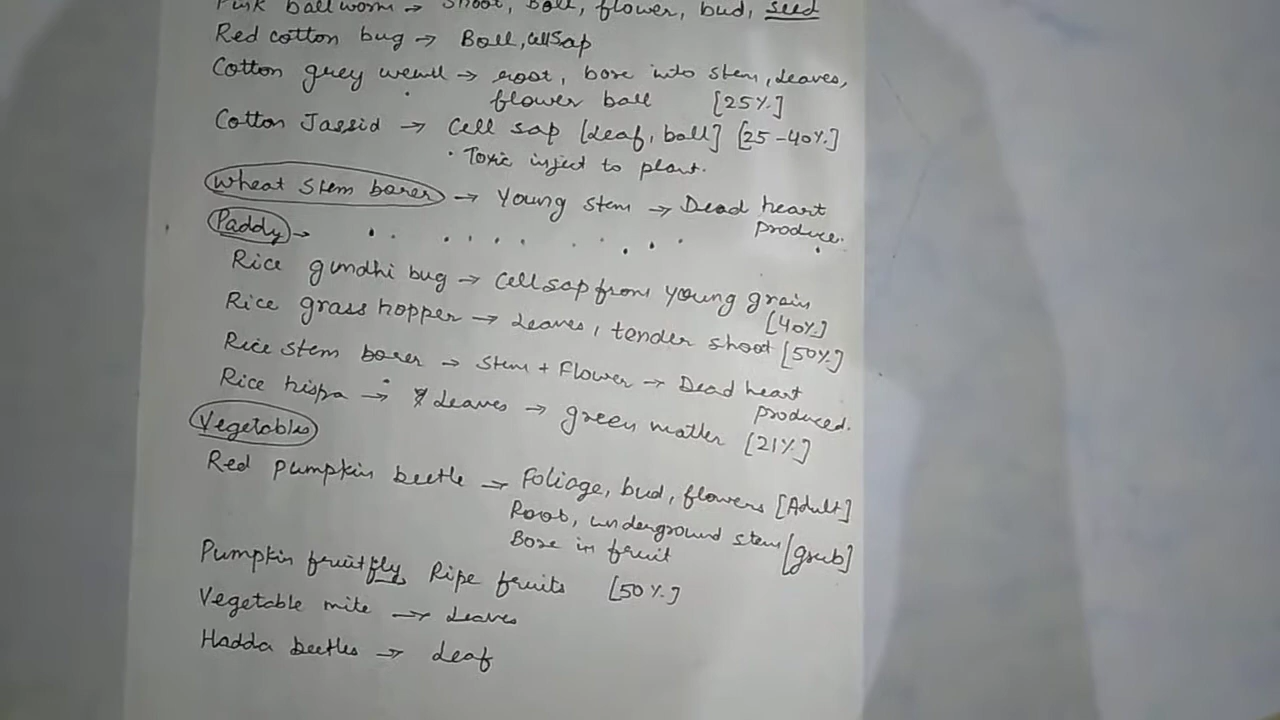 Pink ballworm → Shoot, Boll, flower, bud, seed
Red cotton bug → Boll, cell sap
Cotton grey weevil → root, bore into stem, leaves,
flower ball [25%]
Cotton Jassid → Cell sap [leaf, ball] [25-40%]
• Toxic inject to plant.
Wheat Stem borer → Young stem → Dead heart
produce.
Paddy →
Rice gundhi bug → Cell sap from young grain
[40%]
Rice grass hopper → Leaves, tender shoot [50%]
Rice stem borer → Stem + Flower → Dead heart
produced.
Rice hispa → Leaves → green matter [21%]
Vegetables
Red pumpkin beetle → Foliage, bud, flowers [Adult]
Root, underground stem [grub]
Bore in fruit
Pumpkin fruitfly Ripe fruits [50%]
Vegetable mite → Leaves
Hadda beetles → Leaf